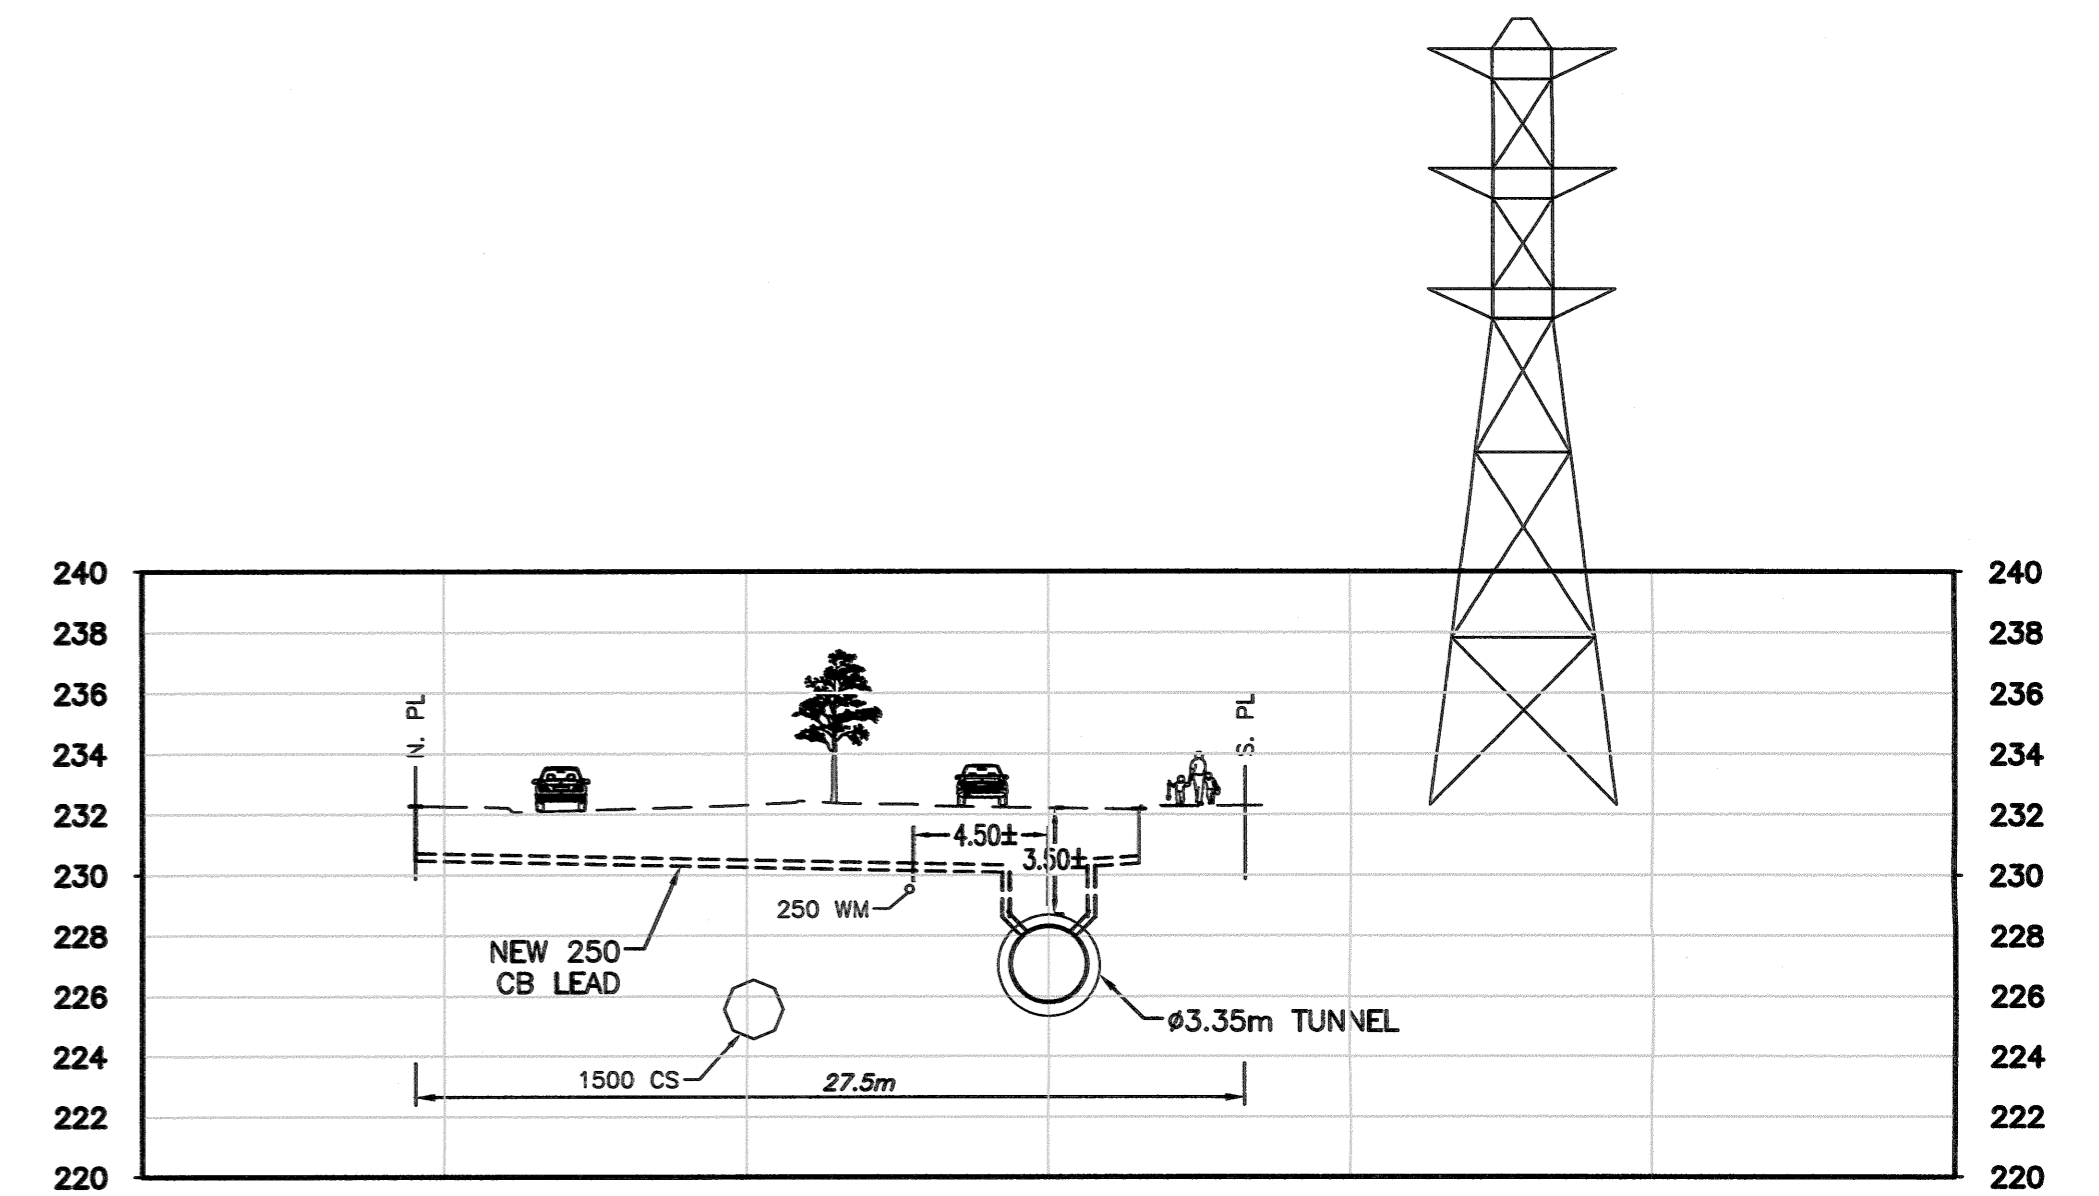 240 240
238 238
236 236
N. PL S. PL
234 234
232 232
4.50±
3.50±
230 230
250 WM
228 228
NEW 250
CB LEAD
226 226
ø3.35m TUNNEL
224 224
1500 CS
27.5m
222 222
220 220